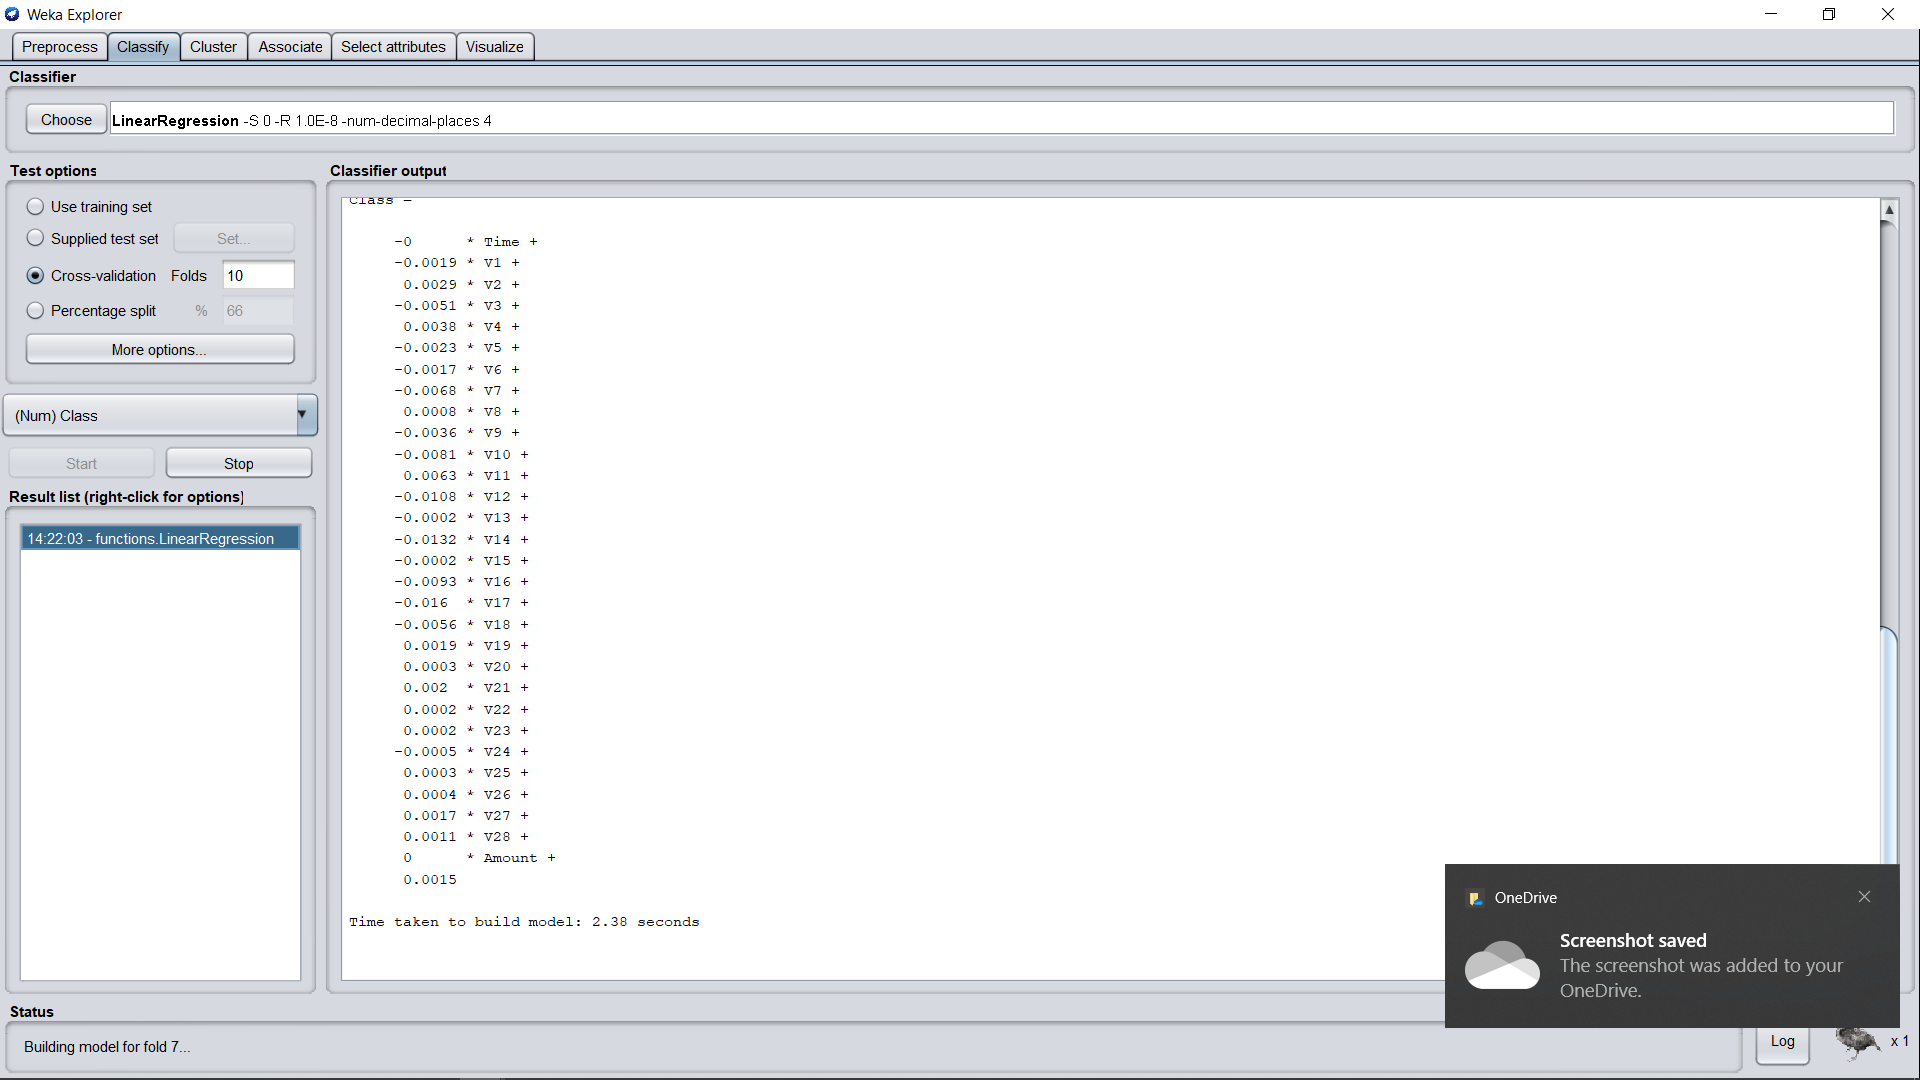 Weka Explorer
Preprocess Classify Cluster Associate Select attributes Visualize
Classifier
Choose LinearRegression -S 0 -R 1.0E-8 -num-decimal-places 4
Test options
Use training set
Supplied test set Set...
Cross-validation Folds 10
Percentage split % 66
More options...
(Num) Class
Start Stop
Result list (right-click for options)
14:22:03 - functions.LinearRegression
Classifier output
Class =
-0 * Time +
-0.0019 * V1 +
0.0029 * V2 +
-0.0051 * V3 +
0.0038 * V4 +
-0.0023 * V5 +
-0.0017 * V6 +
-0.0068 * V7 +
0.0008 * V8 +
-0.0036 * V9 +
-0.0081 * V10 +
0.0063 * V11 +
-0.0108 * V12 +
-0.0002 * V13 +
-0.0132 * V14 +
-0.0002 * V15 +
-0.0093 * V16 +
-0.016 * V17 +
-0.0056 * V18 +
0.0019 * V19 +
0.0003 * V20 +
0.002 * V21 +
0.0002 * V22 +
0.0002 * V23 +
-0.0005 * V24 +
0.0003 * V25 +
0.0004 * V26 +
0.0017 * V27 +
0.0011 * V28 +
0 * Amount +
0.0015
Time taken to build model: 2.38 seconds
OneDrive
Screenshot saved
The screenshot was added to your
OneDrive.
Status
Building model for fold 7...
Log x 1